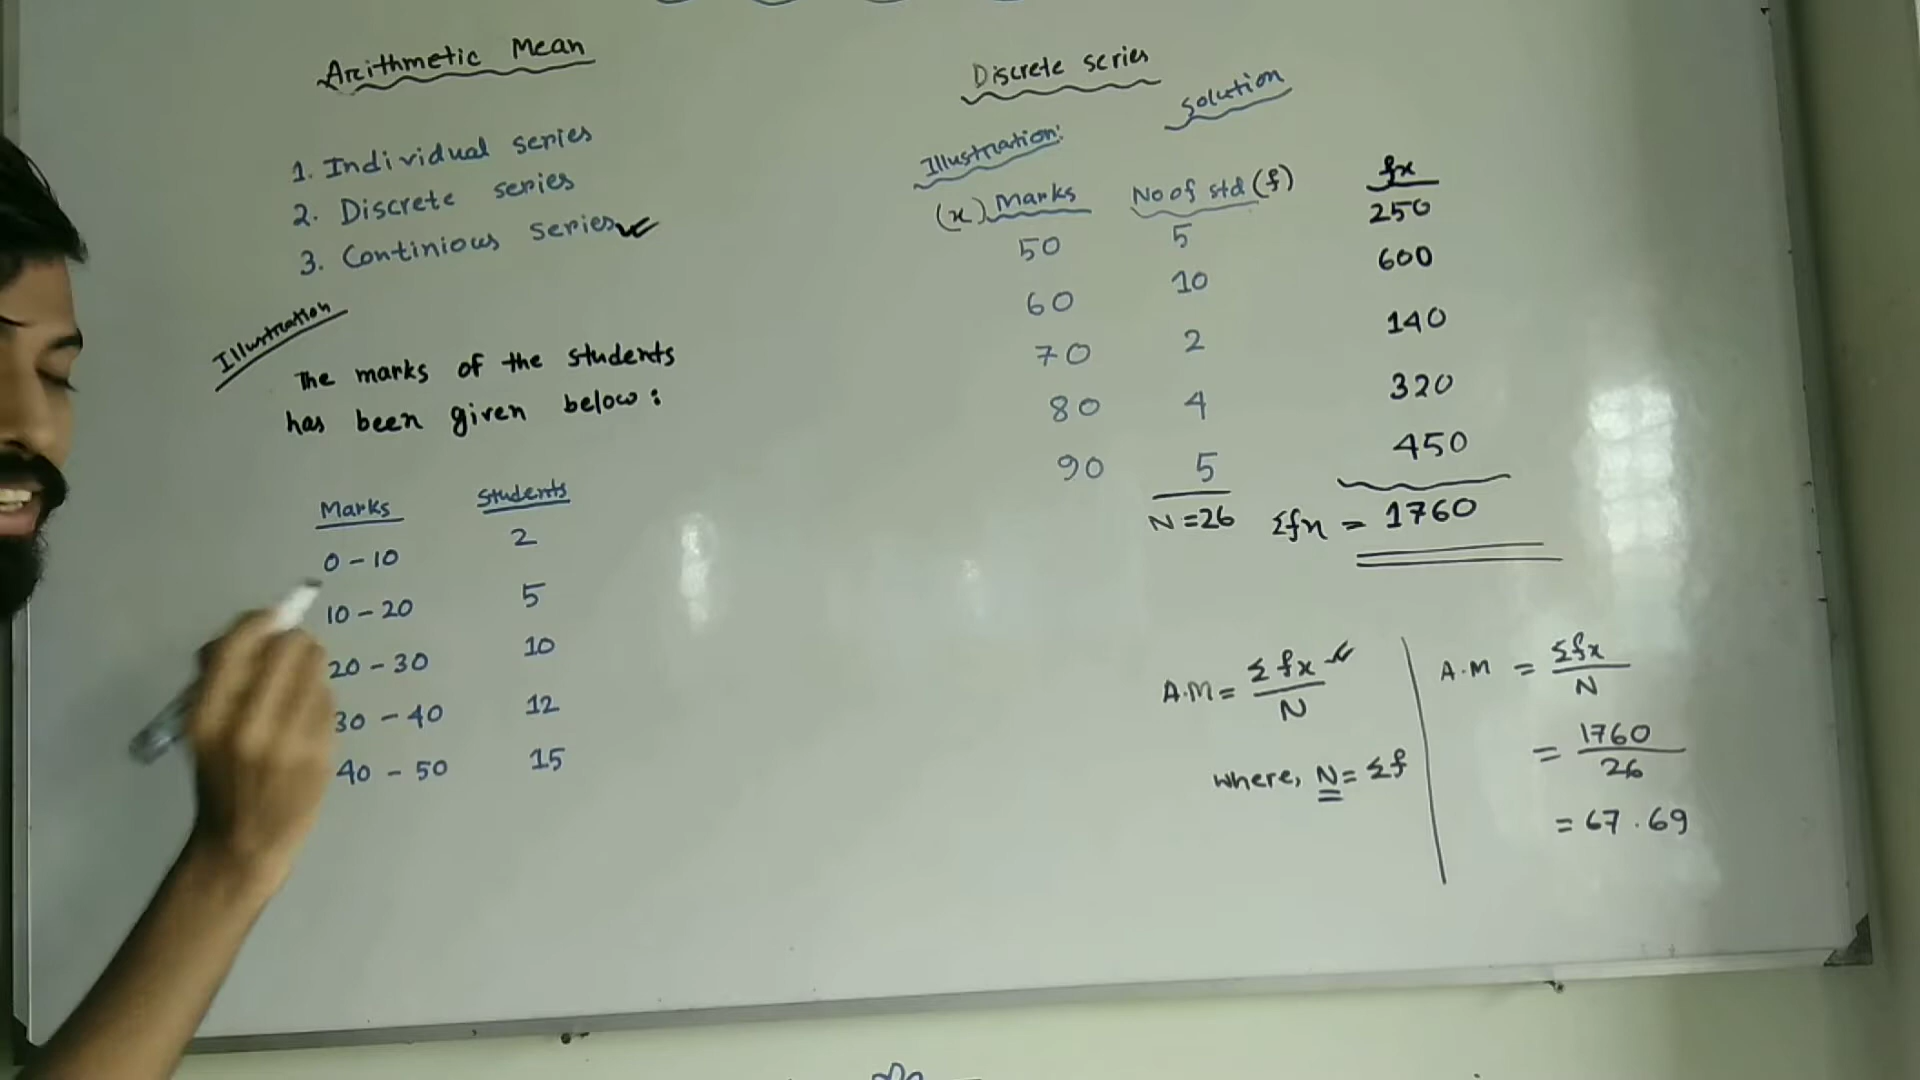 Arithmetic Mean
1. Individual series
2. Discrete series
3. Continious series
Illustration
The marks of the students
has been given below:
Marks Students
0-10 2
10-20 5
20-30 10
30-40 12
40-50 15
Discrete series
Solution
Illustration:
(x) Marks No of std (f) fx
50 5 250
60 10 600
70 2 140
80 4 320
90 5 450
N=26 Σfx = 1760
A.M = Σfx / N
where, N = Σf
A.M = Σfx / N
= 1760 / 26
= 67.69